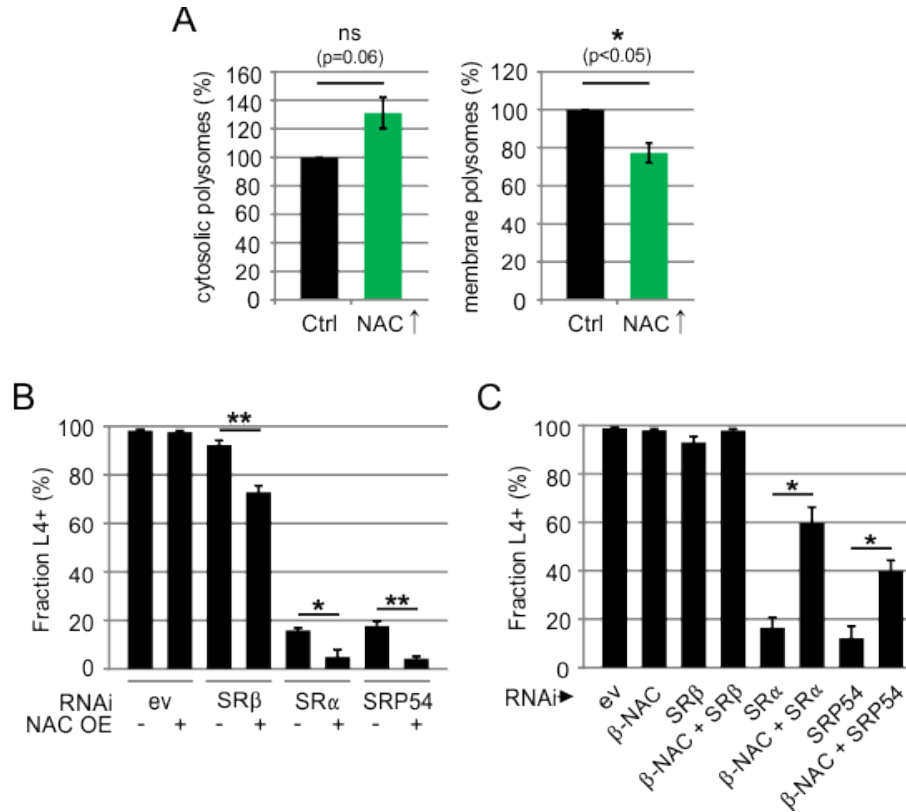 A
ns
(p=0.06)
cytosolic polysomes (%)
160
140
120
100
80
60
40
20
0
Ctrl NAC ↑
*
(p<0.05)
membrane polysomes (%)
120
100
80
60
40
20
0
Ctrl NAC ↑
B
Fraction L4+ (%)
100
80
60
40
20
0
**
*
**
RNAi ev SRβ SRα SRP54
NAC OE - + - + - + - +
C
Fraction L4+ (%)
100
80
60
40
20
0
*
*
RNAi►
ev
β-NAC
SRβ
β-NAC + SRβ
SRα
β-NAC + SRα
SRP54
β-NAC + SRP54